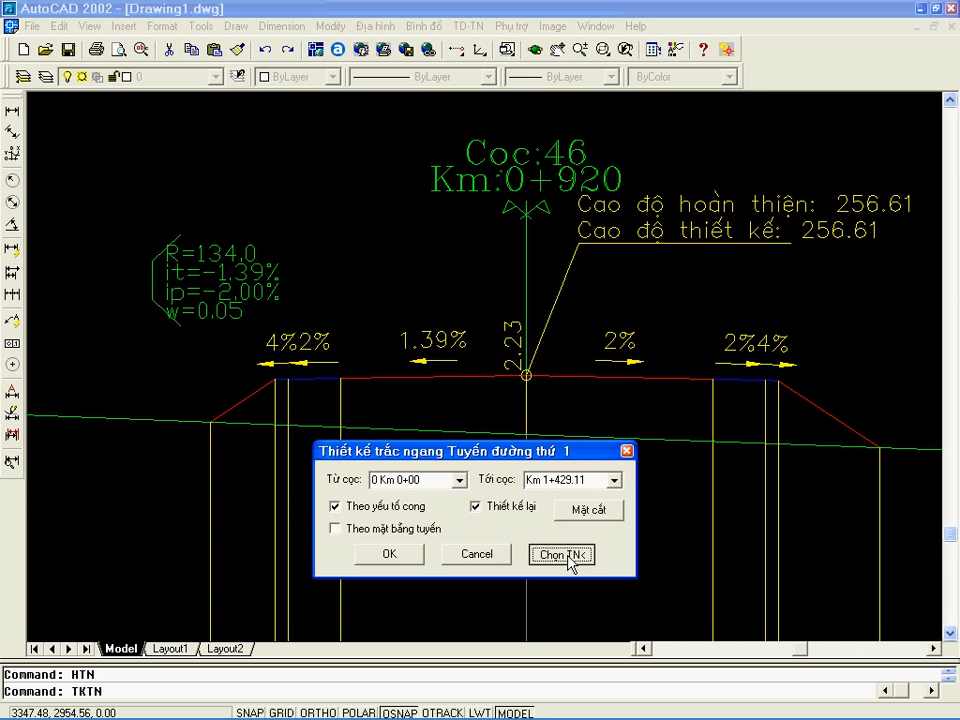 AutoCAD 2002 - [Drawing1.dwg]
File Edit View Insert Format Tools Draw Dimension Modify Địa hình Bình đồ TD-TN Phụ trợ Image Window Help
0 ByLayer ByLayer ByLayer ByColor
Coc:46
Km:0+920
Cao độ hoàn thiện: 256.61
Cao độ thiết kế: 256.61
R=134.0
it=-1.39%
ip=-2.00%
w=0.05
4% 2% 1.39% 2.23 2% 2% 4%
Thiết kế trắc ngang Tuyến đường thứ 1
Từ cọc: 0 Km 0+00 Tới cọc: Km 1+429.11
Theo yếu tố cong Thiết kế lại Mặt cắt
Theo mặt bằng tuyến
OK Cancel Chọn TN<
Model Layout1 Layout2
Command: HTN
Command: TKTN
3347.48, 2954.56, 0.00 SNAP GRID ORTHO POLAR OSNAP OTRACK LWT MODEL